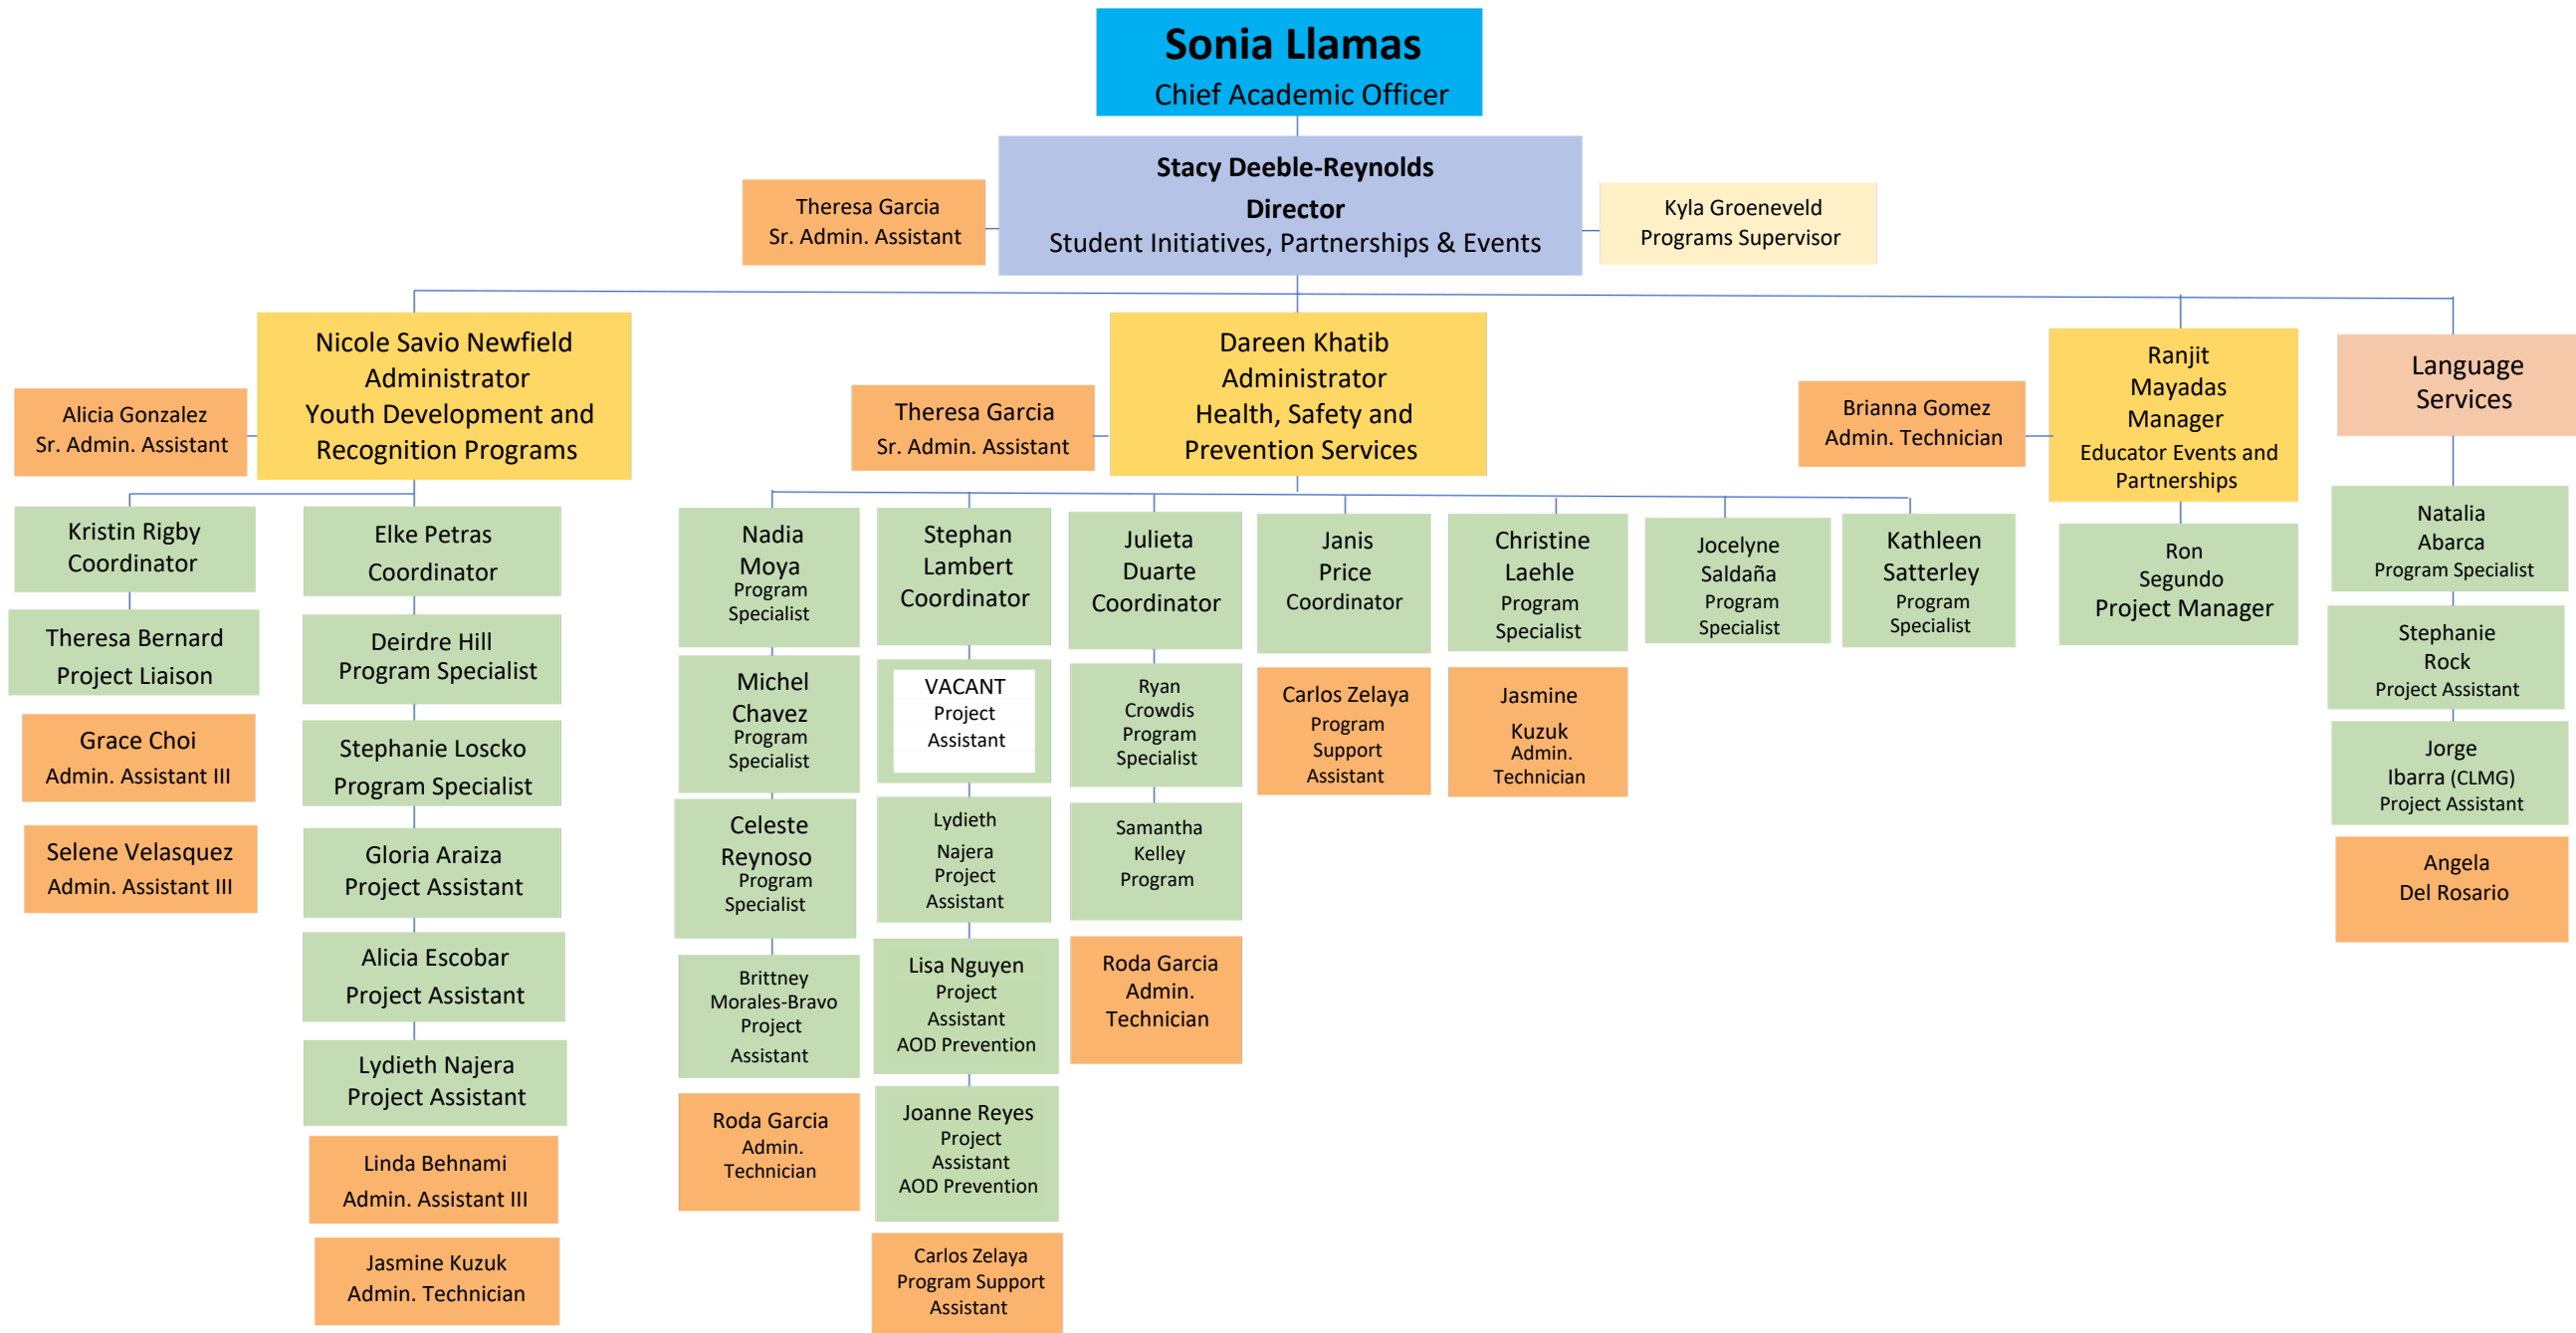 Sonia Llamas
Chief Academic Officer
Stacy Deeble-Reynolds
Director
Student Initiatives, Partnerships & Events
Theresa Garcia
Sr. Admin. Assistant
Kyla Groeneveld
Programs Supervisor
Nicole Savio Newfield
Administrator
Youth Development and
Recognition Programs
Alicia Gonzalez
Sr. Admin. Assistant
Dareen Khatib
Administrator
Health, Safety and
Prevention Services
Theresa Garcia
Sr. Admin. Assistant
Ranjit
Mayadas
Manager
Educator Events and
Partnerships
Brianna Gomez
Admin. Technician
Language
Services
Kristin Rigby
Coordinator
Theresa Bernard
Project Liaison
Grace Choi
Admin. Assistant III
Selene Velasquez
Admin. Assistant III
Elke Petras
Coordinator
Deirdre Hill
Program Specialist
Stephanie Loscko
Program Specialist
Gloria Araiza
Project Assistant
Alicia Escobar
Project Assistant
Lydieth Najera
Project Assistant
Linda Behnami
Admin. Assistant III
Jasmine Kuzuk
Admin. Technician
Nadia
Moya
Program
Specialist
Michel
Chavez
Program
Specialist
Celeste
Reynoso
Program
Specialist
Brittney
Morales-Bravo
Project
Assistant
Roda Garcia
Admin.
Technician
Stephan
Lambert
Coordinator
VACANT
Project
Assistant
Lydieth
Najera
Project
Assistant
Lisa Nguyen
Project
Assistant
AOD Prevention
Joanne Reyes
Project
Assistant
AOD Prevention
Carlos Zelaya
Program Support
Assistant
Julieta
Duarte
Coordinator
Ryan
Crowdis
Program
Specialist
Samantha
Kelley
Program
Roda Garcia
Admin.
Technician
Janis
Price
Coordinator
Carlos Zelaya
Program
Support
Assistant
Christine
Laehle
Program
Specialist
Jasmine
Kuzuk
Admin.
Technician
Jocelyne
Saldaña
Program
Specialist
Kathleen
Satterley
Program
Specialist
Ron
Segundo
Project Manager
Natalia
Abarca
Program Specialist
Stephanie
Rock
Project Assistant
Jorge
Ibarra (CLMG)
Project Assistant
Angela
Del Rosario